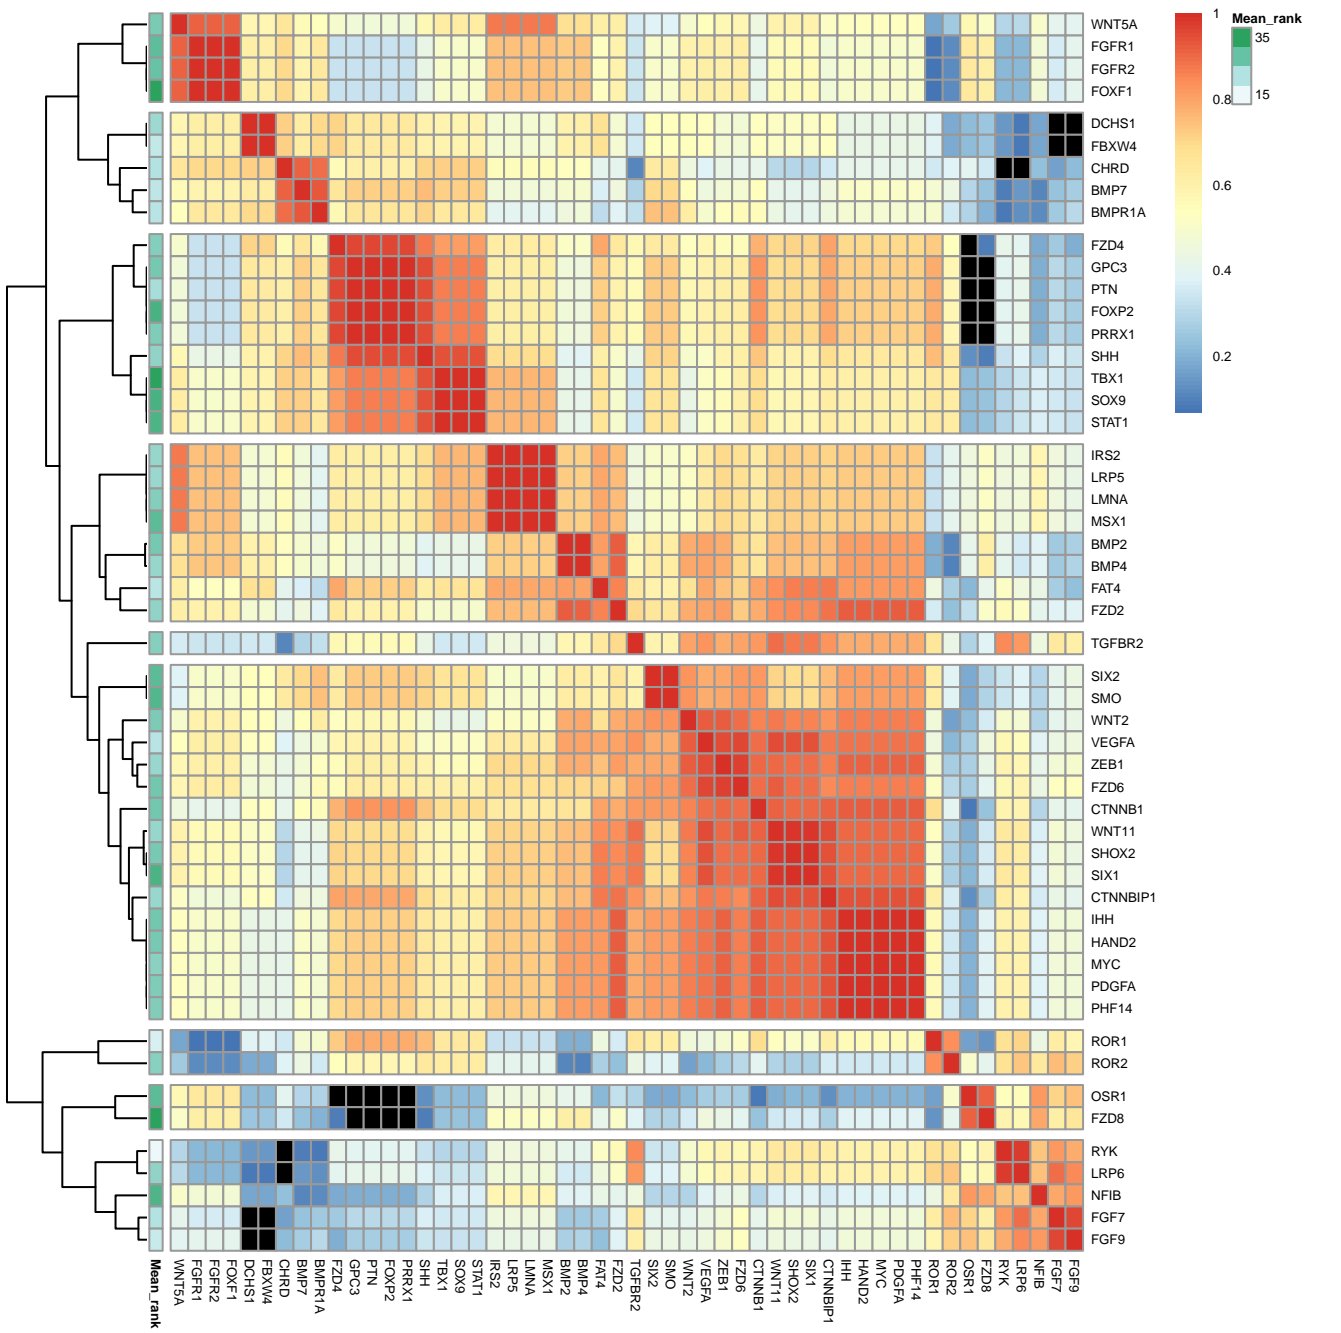 1
0.8
0.6
0.4
0.2
Mean_rank
35
15
WNT5A
FGFR1
FGFR2
FOXF1
DCHS1
FBXW4
CHRD
BMP7
BMPR1A
FZD4
GPC3
PTN
FOXP2
PRRX1
SHH
TBX1
SOX9
STAT1
IRS2
LRP5
LMNA
MSX1
BMP2
BMP4
FAT4
FZD2
TGFBR2
SIX2
SMO
WNT2
VEGFA
ZEB1
FZD6
CTNNB1
WNT11
SHOX2
SIX1
CTNNBIP1
IHH
HAND2
MYC
PDGFA
PHF14
ROR1
ROR2
OSR1
FZD8
RYK
LRP6
NFIB
FGF7
FGF9
Mean_rank
WNT5A
FGFR1
FGFR2
FOXF1
DCHS1
FBXW4
CHRD
BMP7
BMPR1A
FZD4
GPC3
PTN
FOXP2
PRRX1
SHH
TBX1
SOX9
STAT1
IRS2
LRP5
LMNA
MSX1
BMP2
BMP4
FAT4
FZD2
TGFBR2
SIX2
SMO
WNT2
VEGFA
ZEB1
FZD6
CTNNB1
WNT11
SHOX2
SIX1
CTNNBIP1
IHH
HAND2
MYC
PDGFA
PHF14
ROR1
ROR2
OSR1
FZD8
RYK
LRP6
NFIB
FGF7
FGF9